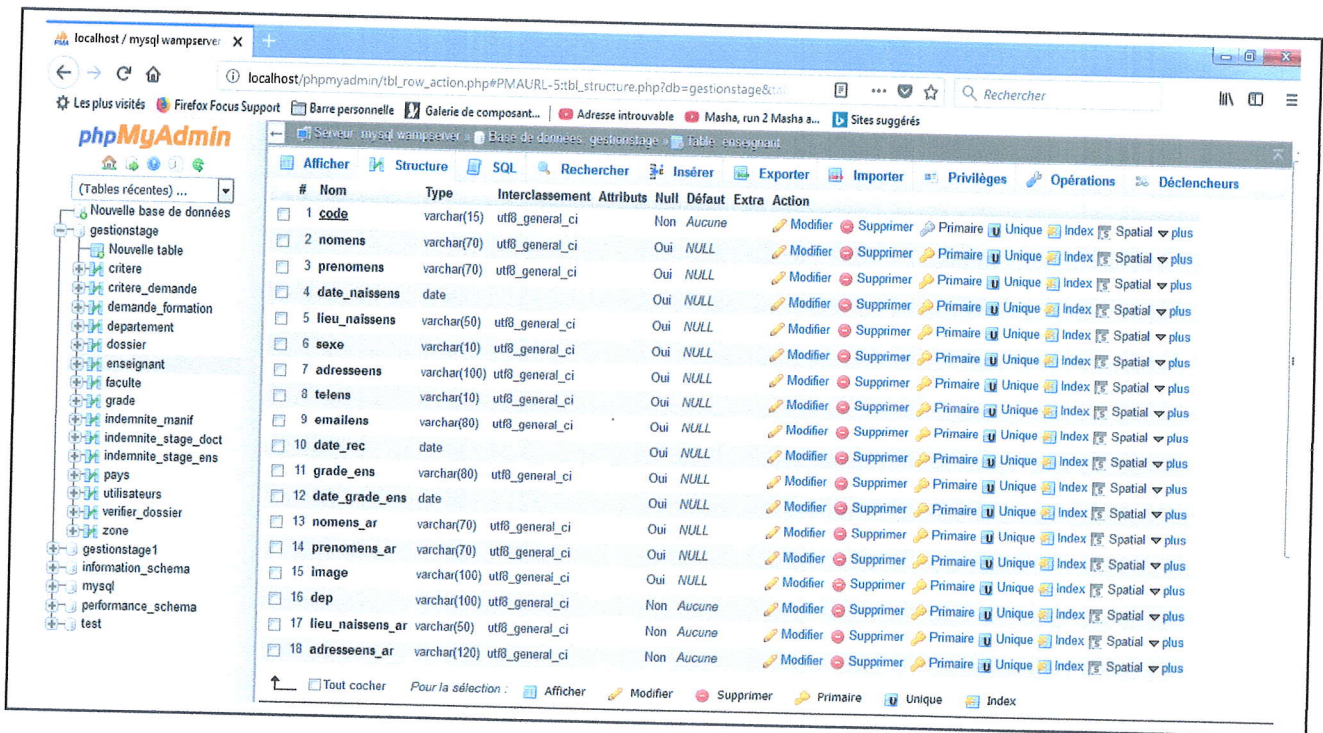 localhost / mysql wampserver X +
localhost/phpmyadmin/tbl_row_action.php#PMAURL-5:tbl_structure.php?db=gestionstage&
Rechercher
Les plus visités Firefox Focus Support Barre personnelle Galerie de composant... Adresse introuvable Masha, run 2 Masha a... Sites suggérés
phpMyAdmin
(Tables récentes) ...
Nouvelle base de données
gestionstage
Nouvelle table
critere
critere_demande
demande_formation
departement
dossier
enseignant
faculte
grade
indemnite_manif
indemnite_stage_doct
indemnite_stage_ens
pays
utilisateurs
verifier_dossier
zone
gestionstage1
information_schema
mysql
performance_schema
test
Serveur: mysql wampserver » Base de données: gestionstage » Table: enseignant
Afficher Structure SQL Rechercher Insérer Exporter Importer Privilèges Opérations Déclencheurs
# Nom Type Interclassement Attributs Null Défaut Extra Action
1 code varchar(15) utf8_general_ci Non Aucune Modifier Supprimer Primaire Unique Index Spatial plus
2 nomens varchar(70) utf8_general_ci Oui NULL Modifier Supprimer Primaire Unique Index Spatial plus
3 prenomens varchar(70) utf8_general_ci Oui NULL Modifier Supprimer Primaire Unique Index Spatial plus
4 date_naissens date Oui NULL Modifier Supprimer Primaire Unique Index Spatial plus
5 lieu_naissens varchar(50) utf8_general_ci Oui NULL Modifier Supprimer Primaire Unique Index Spatial plus
6 sexe varchar(10) utf8_general_ci Oui NULL Modifier Supprimer Primaire Unique Index Spatial plus
7 adresseens varchar(100) utf8_general_ci Oui NULL Modifier Supprimer Primaire Unique Index Spatial plus
8 telens varchar(10) utf8_general_ci Oui NULL Modifier Supprimer Primaire Unique Index Spatial plus
9 emailens varchar(80) utf8_general_ci Oui NULL Modifier Supprimer Primaire Unique Index Spatial plus
10 date_rec date Oui NULL Modifier Supprimer Primaire Unique Index Spatial plus
11 grade_ens varchar(80) utf8_general_ci Oui NULL Modifier Supprimer Primaire Unique Index Spatial plus
12 date_grade_ens date Oui NULL Modifier Supprimer Primaire Unique Index Spatial plus
13 nomens_ar varchar(70) utf8_general_ci Oui NULL Modifier Supprimer Primaire Unique Index Spatial plus
14 prenomens_ar varchar(70) utf8_general_ci Oui NULL Modifier Supprimer Primaire Unique Index Spatial plus
15 image varchar(100) utf8_general_ci Oui NULL Modifier Supprimer Primaire Unique Index Spatial plus
16 dep varchar(100) utf8_general_ci Non Aucune Modifier Supprimer Primaire Unique Index Spatial plus
17 lieu_naissens_ar varchar(50) utf8_general_ci Non Aucune Modifier Supprimer Primaire Unique Index Spatial plus
18 adresseens_ar varchar(120) utf8_general_ci Non Aucune Modifier Supprimer Primaire Unique Index Spatial plus
Tout cocher Pour la sélection : Afficher Modifier Supprimer Primaire Unique Index